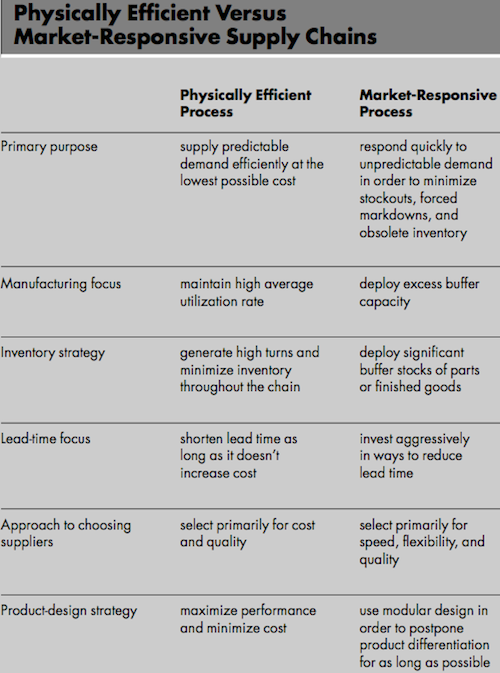 Physically Efficient Versus
Market-Responsive Supply Chains
Physically Efficient
Process
Market-Responsive
Process
Primary purpose
supply predictable
demand efficiently at the
lowest possible cost
respond quickly to
unpredictable demand
in order to minimize
stockouts, forced
markdowns, and
obsolete inventory
Manufacturing focus
maintain high average
utilization rate
deploy excess buffer
capacity
Inventory strategy
generate high turns and
minimize inventory
throughout the chain
deploy significant
buffer stocks of parts
or finished goods
Lead-time focus
shorten lead time as
long as it doesn't
increase cost
invest aggressively
in ways to reduce
lead time
Approach to choosing
suppliers
select primarily for cost
and quality
select primarily for
speed, flexibility, and
quality
Product-design strategy
maximize performance
and minimize cost
use modular design in
order to postpone
product differentiation
for as long as possible